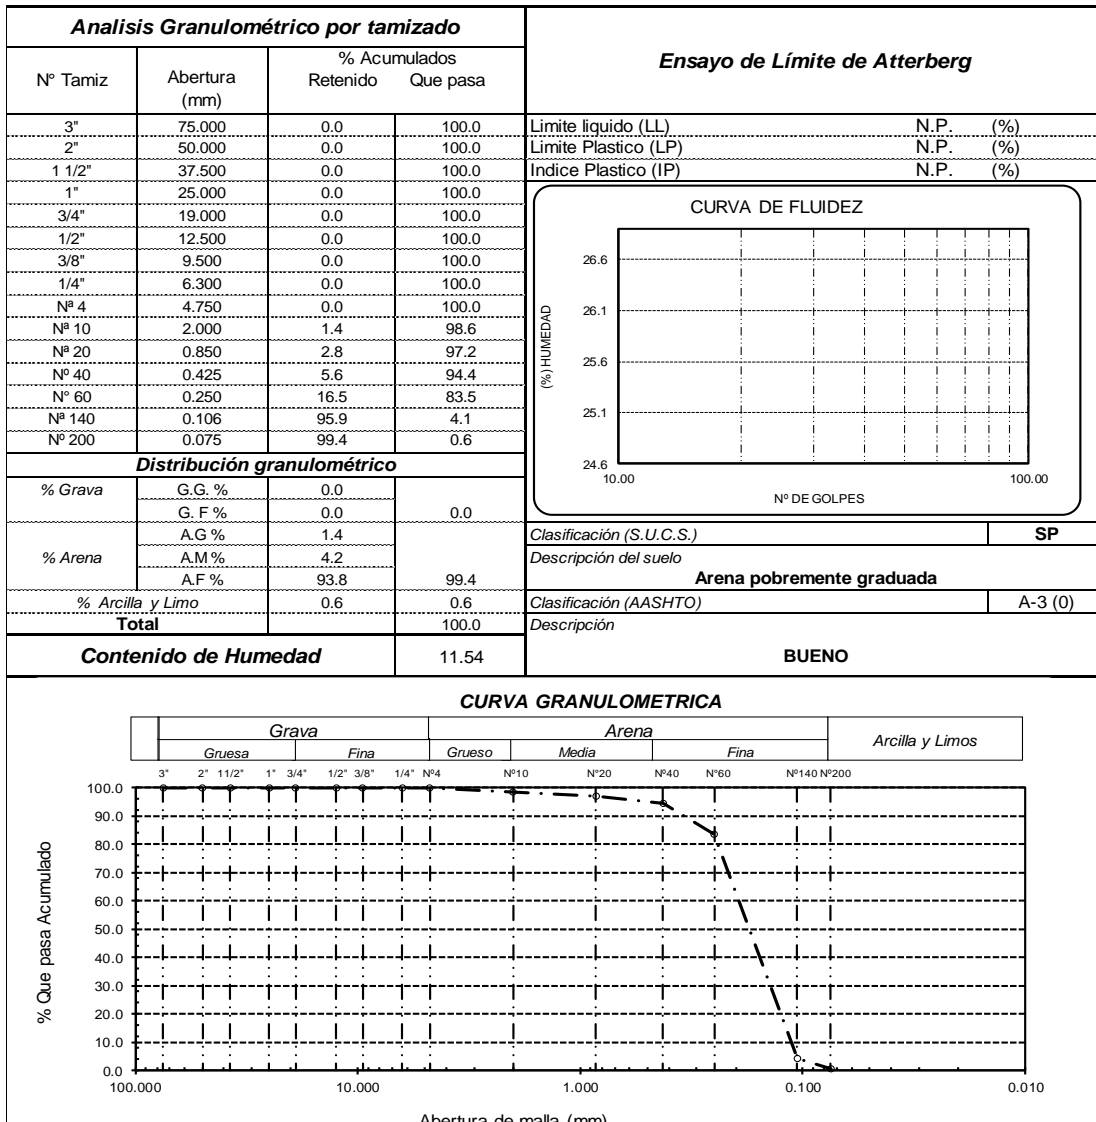 Analisis Granulométrico por tamizado
Ensayo de Límite de Atterberg
N° Tamiz Abertura (mm) % Acumulados
Retenido Que pasa
3" 75.000 0.0 100.0 Limite liquido (LL) N.P. (%)
2" 50.000 0.0 100.0 Limite Plastico (LP) N.P. (%)
1 1/2" 37.500 0.0 100.0 Indice Plastico (IP) N.P. (%)
1" 25.000 0.0 100.0
3/4" 19.000 0.0 100.0
1/2" 12.500 0.0 100.0
3/8" 9.500 0.0 100.0
1/4" 6.300 0.0 100.0
Nª 4 4.750 0.0 100.0
Nª 10 2.000 1.4 98.6
Nª 20 0.850 2.8 97.2
Nº 40 0.425 5.6 94.4
N° 60 0.250 16.5 83.5
Nª 140 0.106 95.9 4.1
Nº 200 0.075 99.4 0.6
CURVA DE FLUIDEZ
(%) HUMEDAD
26.6
26.1
25.6
25.1
24.6
10.00 100.00
Nº DE GOLPES
Distribución granulométrico
% Grava G.G. % 0.0
G. F % 0.0 0.0
% Arena A.G % 1.4
A.M % 4.2
A.F % 93.8 99.4
% Arcilla y Limo 0.6 0.6
Total 100.0
Contenido de Humedad 11.54
Clasificación (S.U.C.S.) SP
Descripción del suelo
Arena pobremente graduada
Clasificación (AASHTO) A-3 (0)
Descripción
BUENO
CURVA GRANULOMETRICA
Grava Arena Arcilla y Limos
Gruesa Fina Grueso Media Fina
3" 2" 11/2" 1" 3/4" 1/2" 3/8" 1/4" Nº4 Nº10 Nº20 Nº40 N°60 Nº140 Nº200
% Que pasa Acumulado
100.0
90.0
80.0
70.0
60.0
50.0
40.0
30.0
20.0
10.0
0.0
100.000 10.000 1.000 0.100 0.010
Abertura de malla (mm)